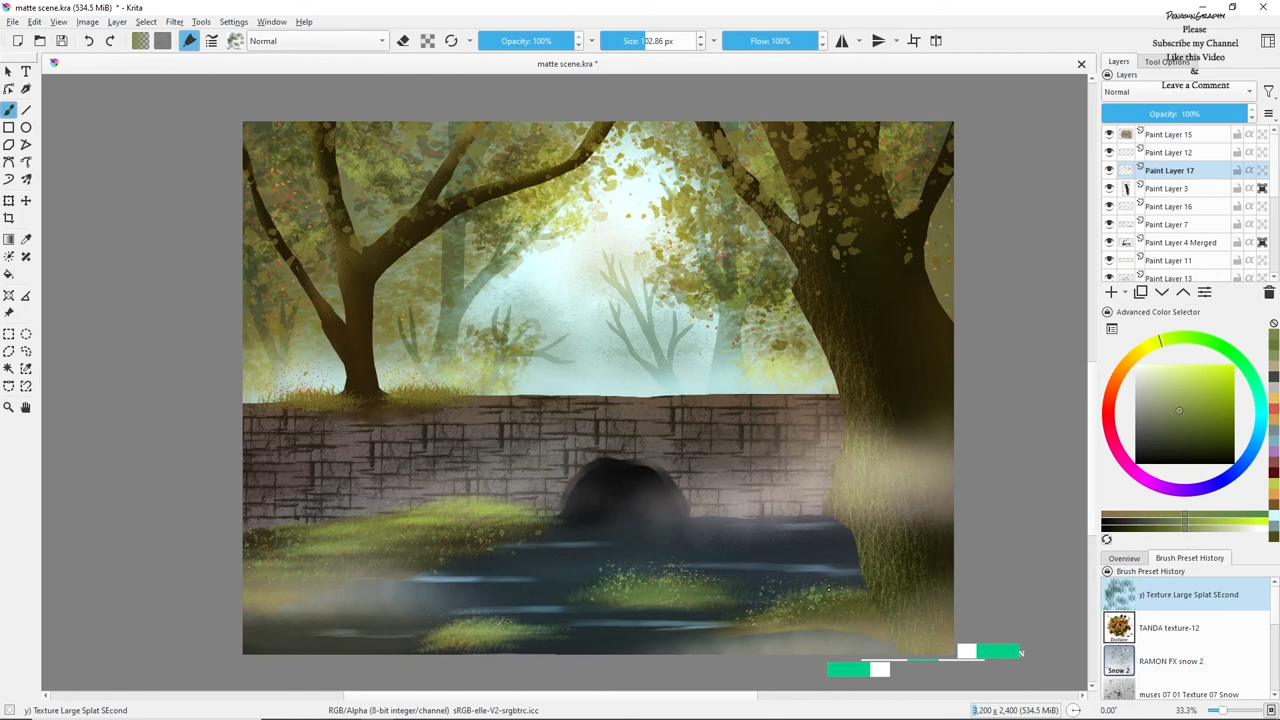 matte scene.kra (534.5 MiB)  * - Krita
File Edit View Image Layer Select Filter Tools Settings Window Help
PenguinGraphy
Please
Subscribe my Channel
Like this Video
&
Leave a Comment
Normal
Opacity: 100%
Size: 102.86 px
Flow: 100%
matte scene.kra *
Layers Tool Options
Layers
Normal
Opacity:  100%
Paint Layer 15
Paint Layer 12
Paint Layer 17
Paint Layer 3
Paint Layer 16
Paint Layer 7
Paint Layer 4 Merged
Paint Layer 11
Paint Layer 13
Advanced Color Selector
Overview Brush Preset History
Brush Preset History
y) Texture Large Splat SEcond
TANDA texture-12
RAMON FX snow 2
muses 07 01 Texture 07 Snow
y) Texture Large Splat SEcond
RGB/Alpha (8-bit integer/channel)  sRGB-elle-V2-srgbtrc.icc
3,200 x 2,400 (534.5 MiB)
0.00°
33.3%